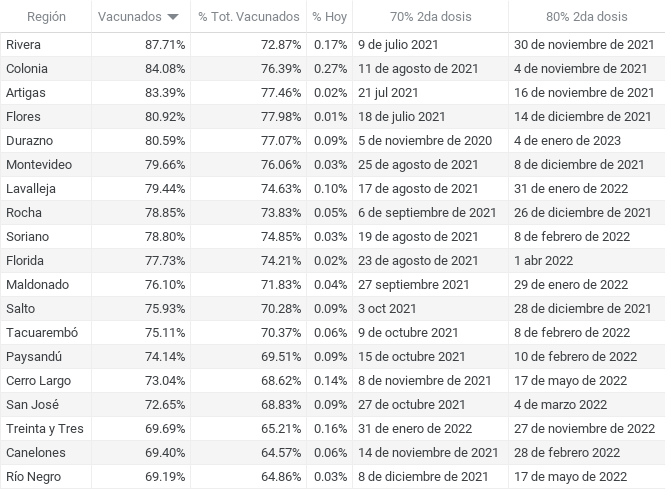 Región Vacunados % Tot. Vacunados % Hoy 70% 2da dosis 80% 2da dosis
Rivera 87.71% 72.87% 0.17% 9 de julio 2021 30 de noviembre de 2021
Colonia 84.08% 76.39% 0.27% 11 de agosto de 2021 4 de noviembre de 2021
Artigas 83.39% 77.46% 0.02% 21 jul 2021 16 de noviembre de 2021
Flores 80.92% 77.98% 0.01% 18 de julio 2021 14 de diciembre de 2021
Durazno 80.59% 77.07% 0.09% 5 de noviembre de 2020 4 de enero de 2023
Montevideo 79.66% 76.06% 0.03% 25 de agosto de 2021 8 de diciembre de 2021
Lavalleja 79.44% 74.63% 0.10% 17 de agosto de 2021 31 de enero de 2022
Rocha 78.85% 73.83% 0.05% 6 de septiembre de 2021 26 de diciembre de 2021
Soriano 78.80% 74.85% 0.03% 19 de agosto de 2021 8 de febrero de 2022
Florida 77.73% 74.21% 0.02% 23 de agosto de 2021 1 abr 2022
Maldonado 76.10% 71.83% 0.04% 27 septiembre 2021 29 de enero de 2022
Salto 75.93% 70.28% 0.09% 3 oct 2021 28 de diciembre de 2021
Tacuarembó 75.11% 70.37% 0.06% 9 de octubre 2021 8 de febrero de 2022
Paysandú 74.14% 69.51% 0.09% 15 de octubre 2021 10 de febrero de 2022
Cerro Largo 73.04% 68.62% 0.14% 8 de noviembre de 2021 17 de mayo de 2022
San José 72.65% 68.83% 0.09% 27 de octubre 2021 4 de marzo 2022
Treinta y Tres 69.69% 65.21% 0.16% 31 de enero de 2022 27 de noviembre de 2022
Canelones 69.40% 64.57% 0.06% 14 de noviembre de 2021 28 de febrero 2022
Río Negro 69.19% 64.86% 0.03% 8 de diciembre de 2021 17 de mayo de 2022